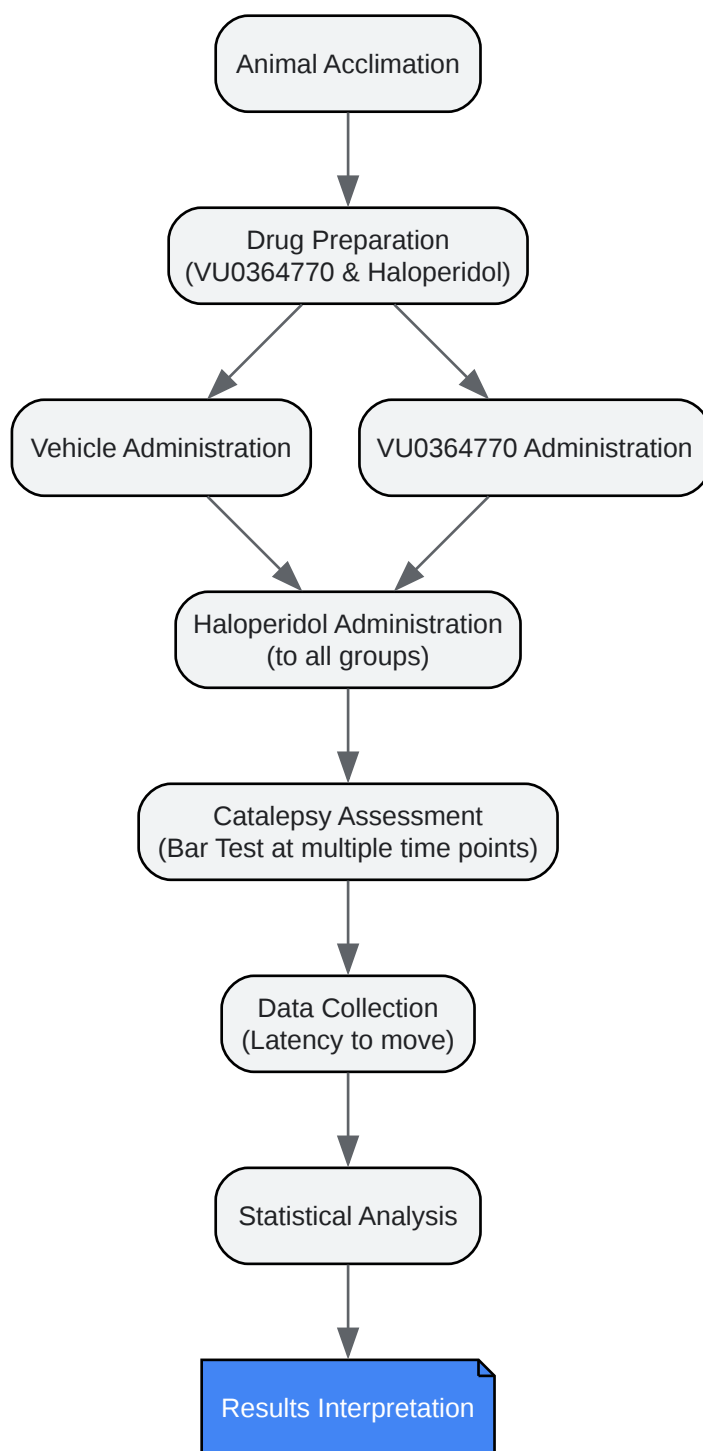 Animal Acclimation
Drug Preparation
(VU0364770 & Haloperidol)
Vehicle Administration
VU0364770 Administration
Haloperidol Administration
(to all groups)
Catalepsy Assessment
(Bar Test at multiple time points)
Data Collection
(Latency to move)
Statistical Analysis
Results Interpretation